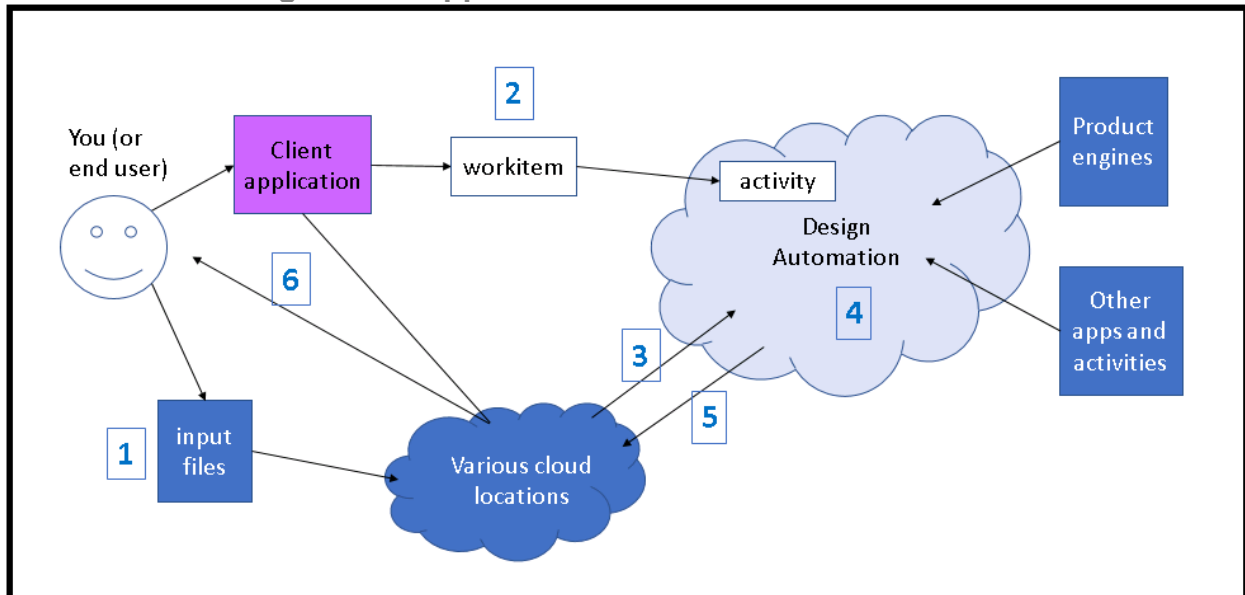 2
You (or
end user)
Client
application
workitem
activity
Product
engines
Design
Automation
6
4
Other
apps and
activities
3
5
1
input
files
Various cloud
locations